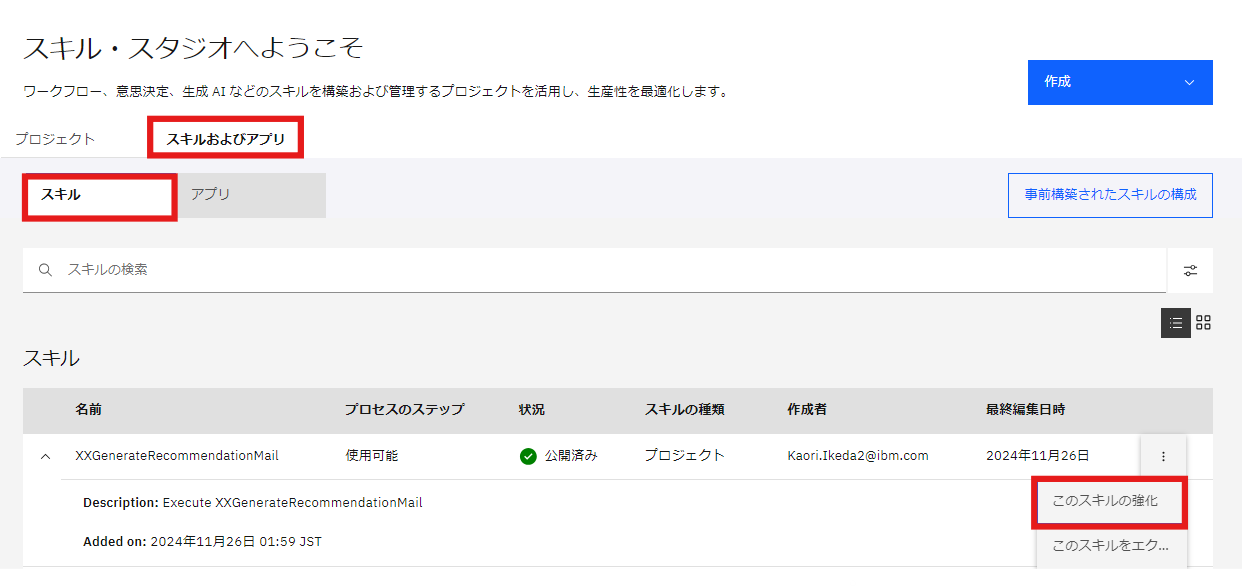 スキル・スタジオへようこそ
ワークフロー、意思決定、生成 AI などのスキルを構築および管理するプロジェクトを活用し、生産性を最適化します。
作成
プロジェクト
スキルおよびアプリ
スキル
アプリ
事前構築されたスキルの構成
スキルの検索
スキル
名前 プロセスのステップ 状況 スキルの種類 作成者 最終編集日時
XXGenerateRecommendationMail 使用可能 公開済み プロジェクト Kaori.Ikeda2@ibm.com 2024年11月26日
Description: Execute XXGenerateRecommendationMail
このスキルの強化
Added on: 2024年11月26日 01:59 JST
このスキルをエク...